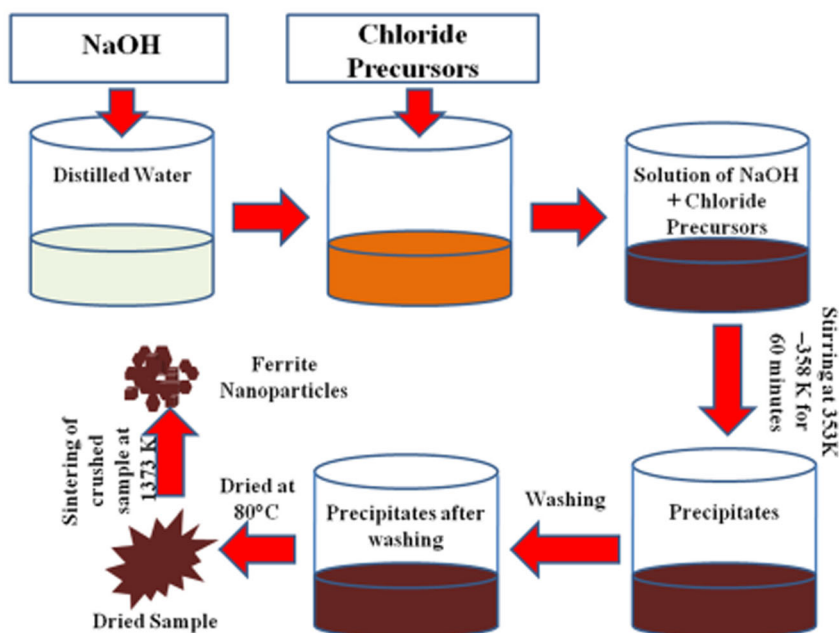 NaOH
Chloride
Precursors
Distilled Water
Solution of NaOH
+ Chloride
Precursors
Stirring at 353K
–358 K for
60 minutes
Ferrite
Nanoparticles
Sintering of
crushed
sample at
1373 K
Dried at
80°C
Precipitates after
washing
Washing
Precipitates
Dried Sample